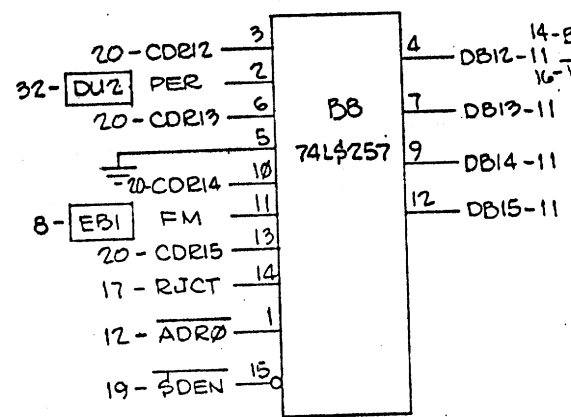 20-CDR12 3
32-DU2 PER 2
20-CDR13 6
5
20-CDR14 10
8-EB1 FM 11
20-CDR15 13
17-RJCT 14
12-ADRØ 1
19-SDEN 15
B8
74LS257
4 DB12-11
7 DB13-11
9 DB14-11
12 DB15-11
14-
16-